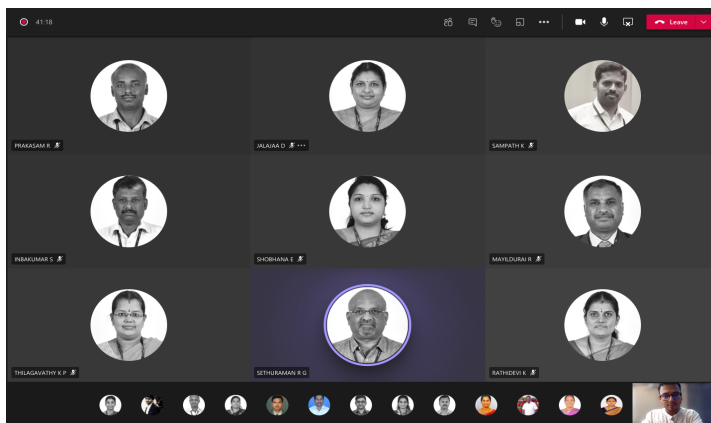 41:18
Leave
PRAKASAM R
JALAJAA D
SAMPATH K
INBAKUMAR S
SHOBHANA E
MAYILDURAI R
THILAGAVATHY K P
SETHURAMAN R G
RATHIDEVI K